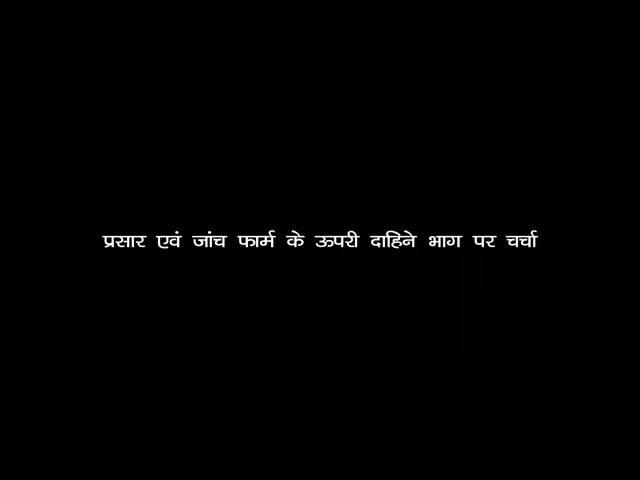 प्रसार एवं जांच फार्म के ऊपरी दाहिने भाग पर चर्चा